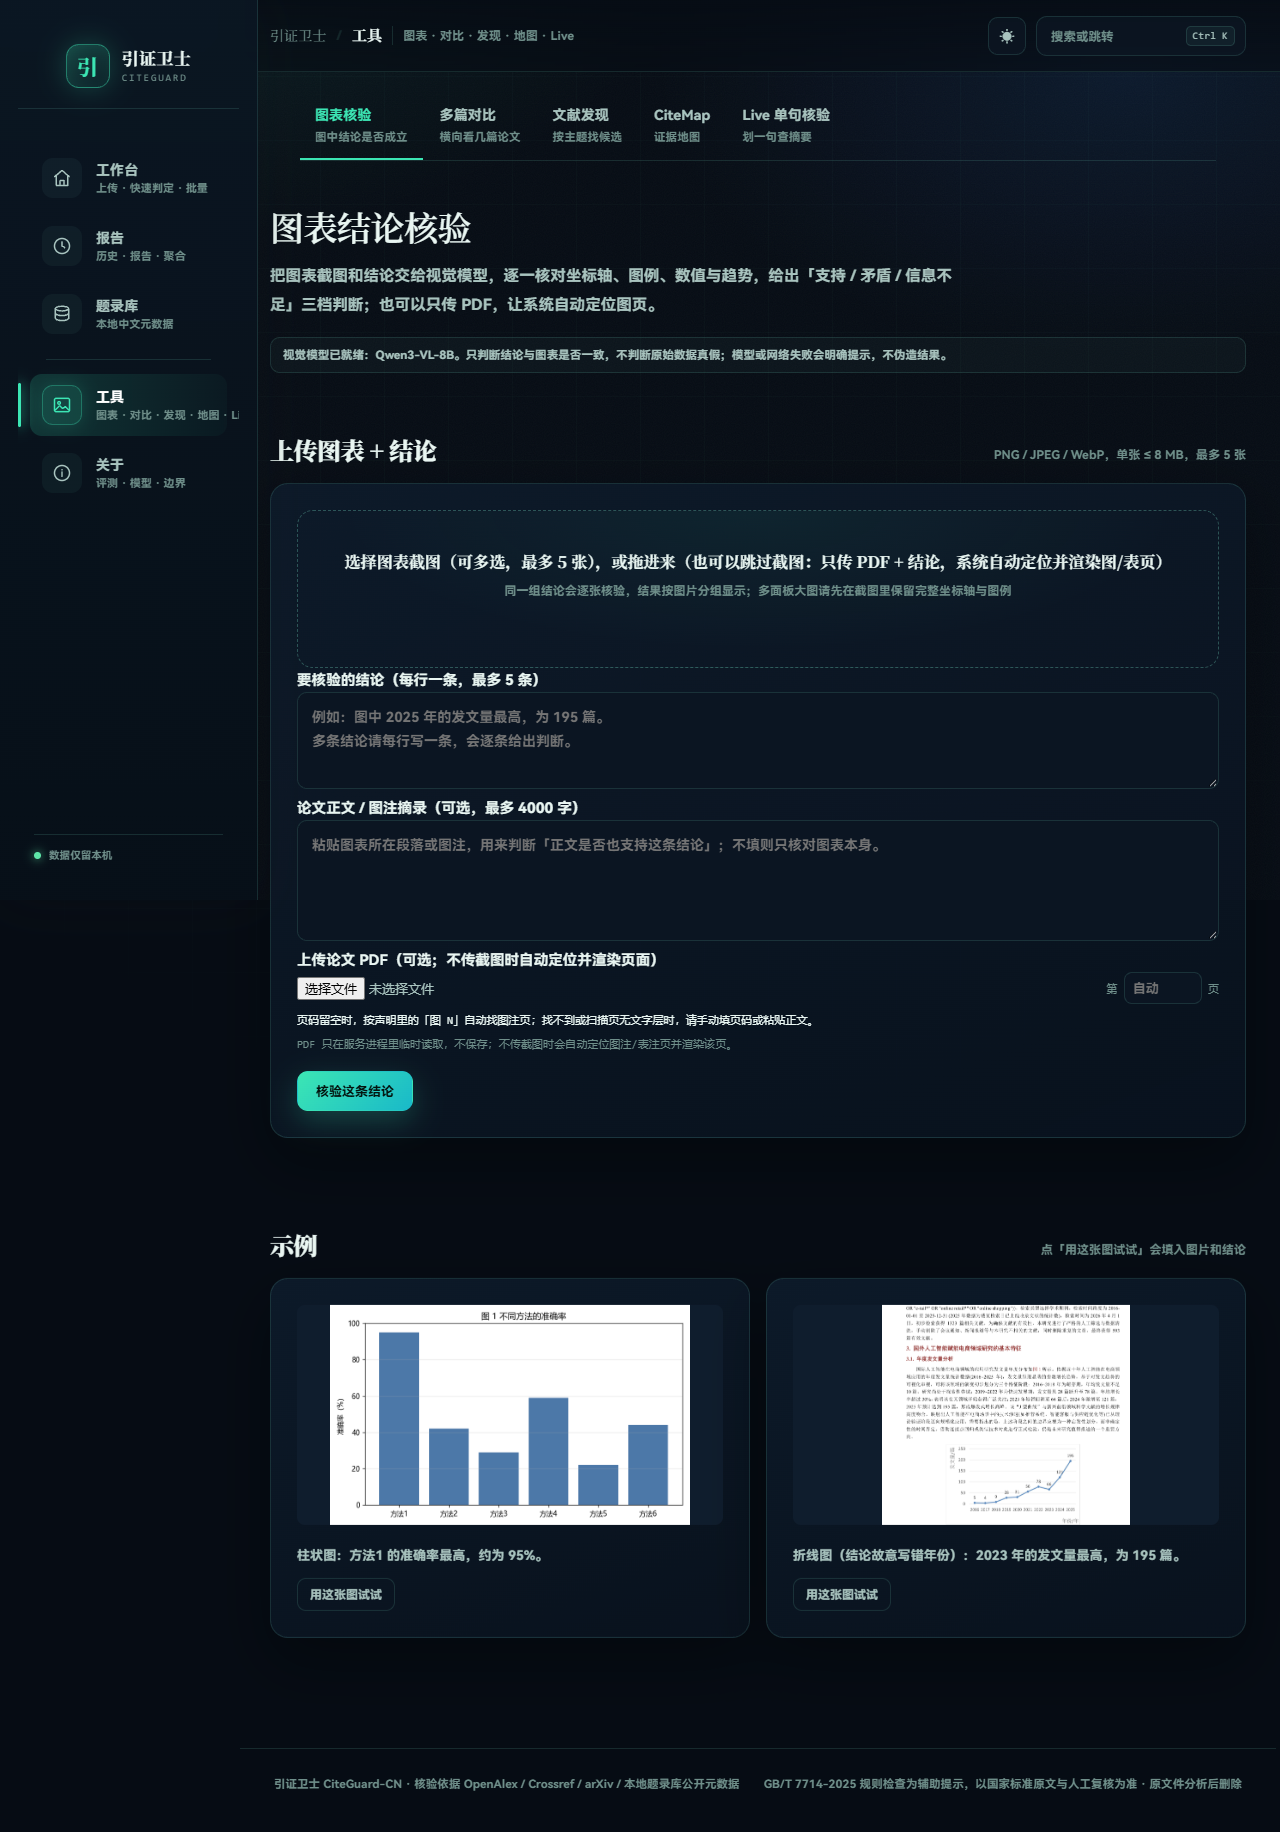 引证卫士
CITEGUARD
工作台
上传 · 快速判定 · 批量
报告
历史 · 报告 · 聚合
题录库
本地中文元数据
工具
图表 · 对比 · 发现 · 地图 · Li
关于
评测 · 模型 · 边界
数据仅留本机
引证卫士 / 工具 图表 · 对比 · 发现 · 地图 · Live
搜索或跳转 Ctrl K
图表核验
图中结论是否成立
多篇对比
横向看几篇论文
文献发现
按主题找候选
CiteMap
证据地图
Live 单句核验
划一句查摘要
图表结论核验
把图表截图和结论交给视觉模型，逐一核对坐标轴、图例、数值与趋势，给出「支持 / 矛盾 / 信息不
足」三档判断；也可以只传 PDF，让系统自动定位图页。
视觉模型已就绪：Qwen3-VL-8B。只判断结论与图表是否一致，不判断原始数据真假；模型或网络失败会明确提示，不伪造结果。
上传图表 + 结论
PNG / JPEG / WebP，单张 ≤ 8 MB，最多 5 张
选择图表截图（可多选，最多 5 张），或拖进来（也可以跳过截图：只传 PDF + 结论，系统自动定位并渲染图/表页）
同一组结论会逐张核验，结果按图片分组显示；多面板大图请先在截图里保留完整坐标轴与图例
要核验的结论（每行一条，最多 5 条）
例如：图中 2025 年的发文量最高，为 195 篇。
多条结论请每行写一条，会逐条给出判断。
论文正文 / 图注摘录（可选，最多 4000 字）
粘贴图表所在段落或图注，用来判断「正文是否也支持这条结论」；不填则只核对图表本身。
上传论文 PDF（可选；不传截图时自动定位并渲染页面）
选择文件 未选择文件
第 自动 页
页码留空时，按声明里的「图 N」自动找图注页；找不到或扫描页无文字层时，请手动填页码或粘贴正文。
PDF 只在服务进程里临时读取，不保存；不传截图时会自动定位图注/表注页并渲染该页。
核验这条结论
示例
点「用这张图试试」会填入图片和结论
图 1 不同方法的准确率
准确率 (%)
100
80
60
40
20
0
方法1 方法2 方法3 方法4 方法5 方法6
柱状图：方法1 的准确率最高，约为 95%。
用这张图试试
3. 国外人工智能赋能电商领域研究的基本特征
3.1. 年度发文量分析
折线图（结论故意写错年份）：2023 年的发文量最高，为 195 篇。
用这张图试试
引证卫士 CiteGuard-CN · 核验依据 OpenAlex / Crossref / arXiv / 本地题录库公开元数据
GB/T 7714-2025 规则检查为辅助提示，以国家标准原文与人工复核为准 · 原文件分析后删除